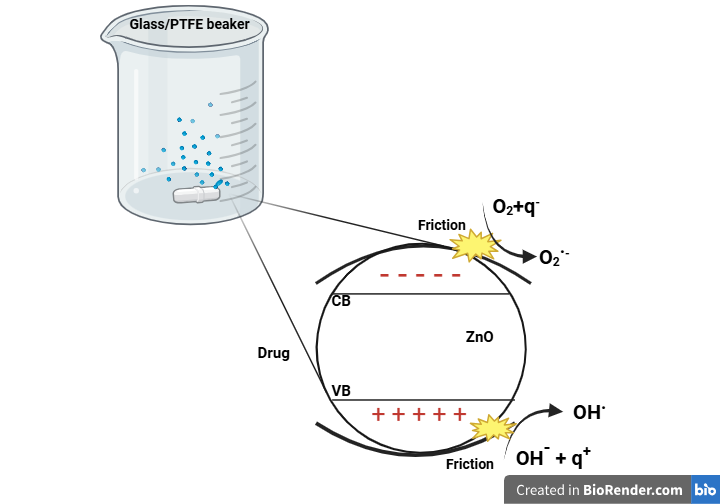 Glass/PTFE beaker
O₂+q⁻
Friction
O₂•⁻
- - - - -
CB
ZnO
Drug
VB
+ + + + +
OH•
OH⁻ + q⁺
Friction
Created in BioRender.com bio